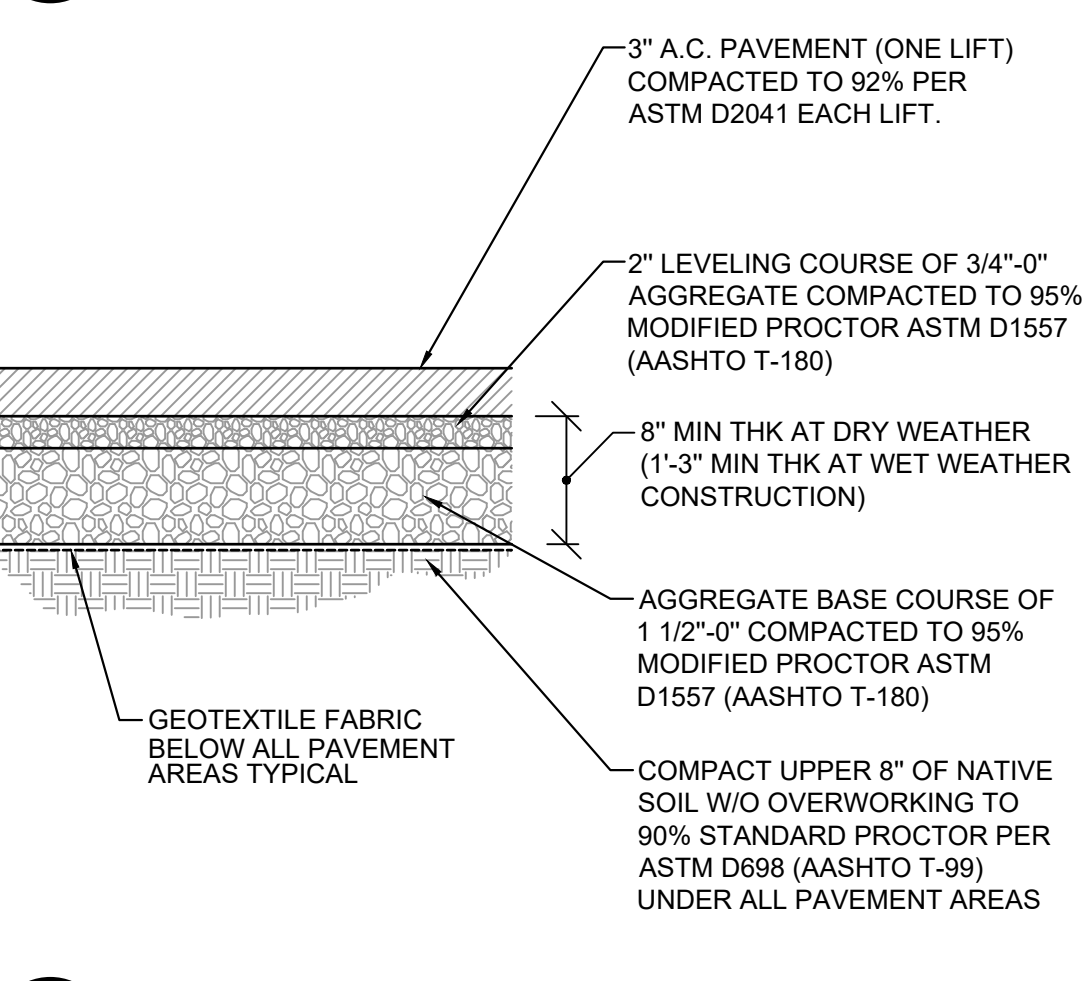 3" A.C. PAVEMENT (ONE LIFT)
COMPACTED TO 92% PER
ASTM D2041 EACH LIFT.
2" LEVELING COURSE OF 3/4"-0"
AGGREGATE COMPACTED TO 95%
MODIFIED PROCTOR ASTM D1557
(AASHTO T-180)
8" MIN THK AT DRY WEATHER
(1'-3" MIN THK AT WET WEATHER
CONSTRUCTION)
AGGREGATE BASE COURSE OF
1 1/2"-0" COMPACTED TO 95%
MODIFIED PROCTOR ASTM
D1557 (AASHTO T-180)
GEOTEXTILE FABRIC
BELOW ALL PAVEMENT
AREAS TYPICAL
COMPACT UPPER 8" OF NATIVE
SOIL W/O OVERWORKING TO
90% STANDARD PROCTOR PER
ASTM D698 (AASHTO T-99)
UNDER ALL PAVEMENT AREAS